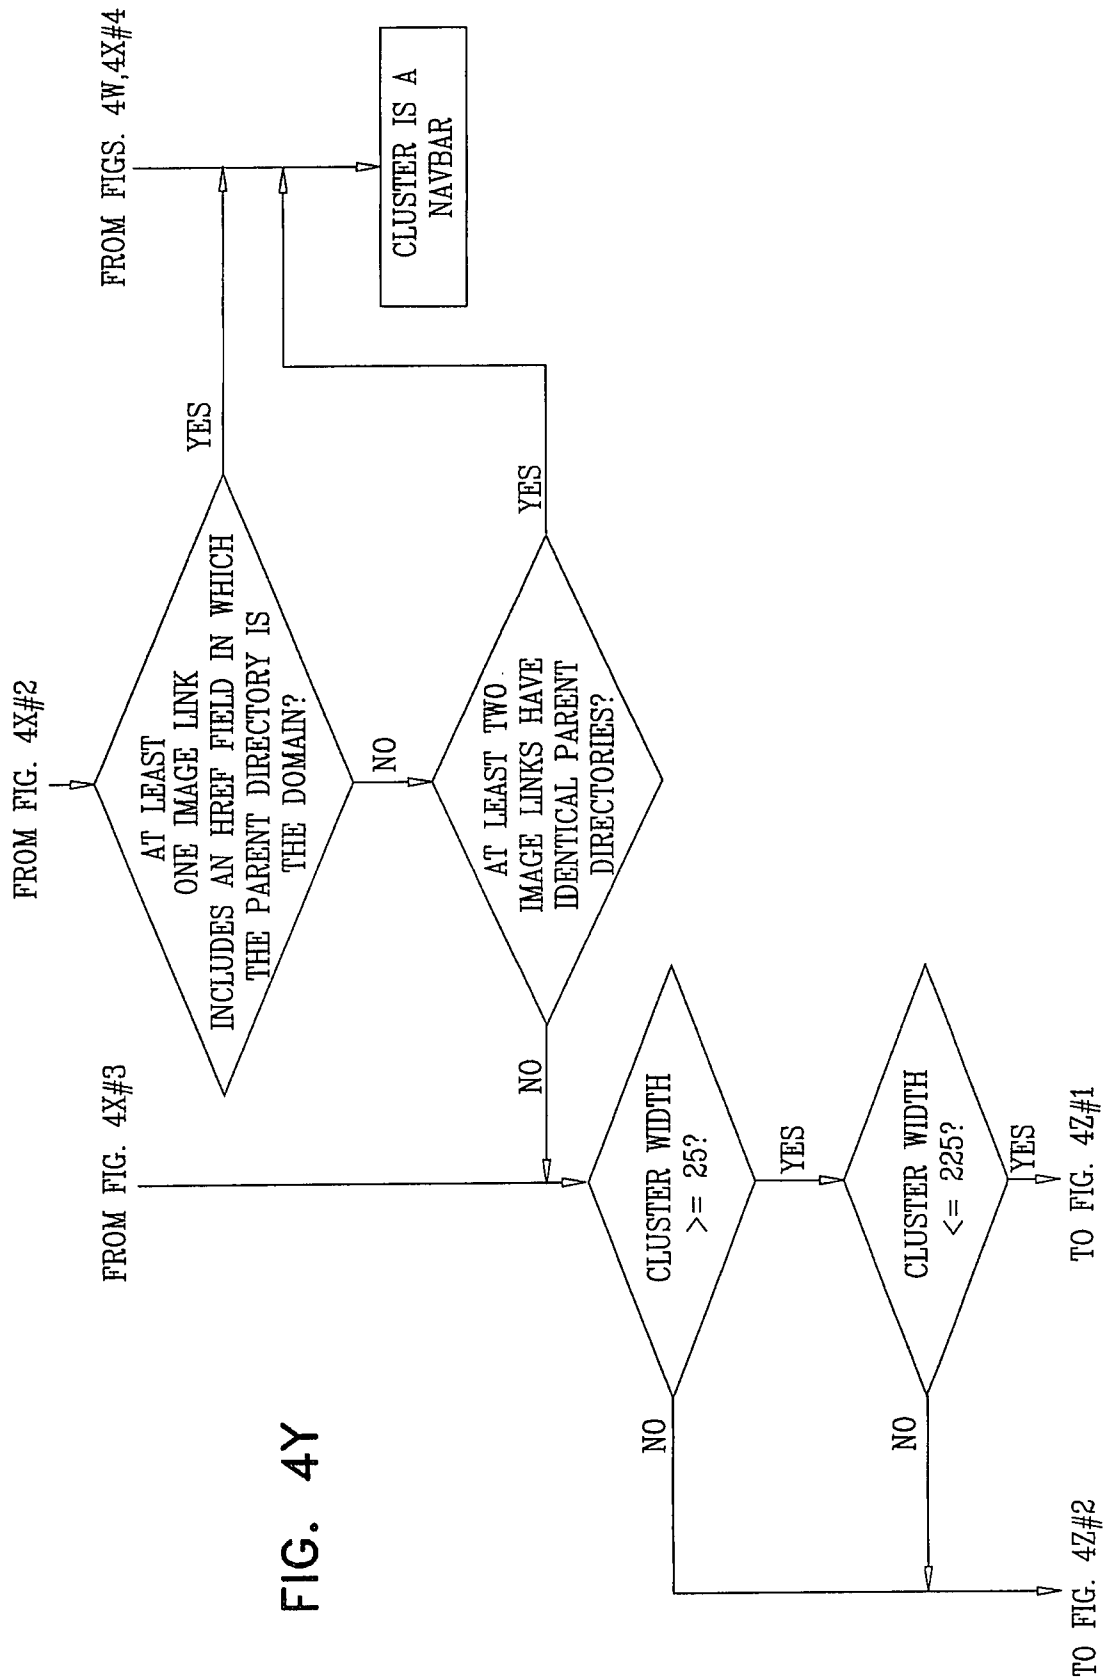 FIG. 4Y
FROM FIG. 4X#2
FROM FIG. 4X#3
FROM FIGS. 4W,4X#4
AT LEAST
ONE IMAGE LINK
INCLUDES AN HREF FIELD IN WHICH
THE PARENT DIRECTORY IS
THE DOMAIN?
YES
NO
AT LEAST TWO
IMAGE LINKS HAVE
IDENTICAL PARENT
DIRECTORIES?
YES
NO
CLUSTER IS A
NAVBAR
CLUSTER WIDTH
>= 25?
NO
YES
CLUSTER WIDTH
<= 225?
NO
YES
TO FIG. 4Z#2
TO FIG. 4Z#1